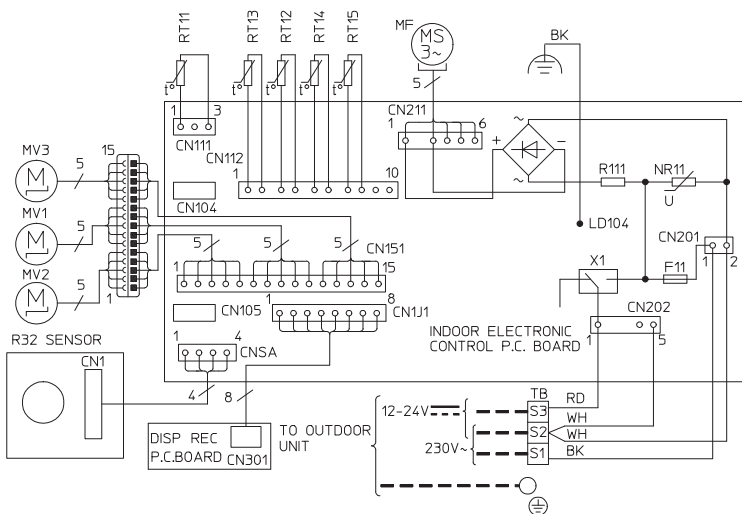 RT11
RT13
RT12
RT14
RT15
MF
MS
3~
BK
t°
t°
t°
t°
t°
5
1
3
CN111
CN211
1
6
MV3
5
15
CN112
1
10
+
~
-
~
R111
NR11
U
CN104
LD104
MV1
5
M
M
M
MV2
5
1
5
5
5
CN151
1
15
CN201
1
2
X1
F11
CN105
1
8
CN1J1
CN202
1
5
INDOOR ELECTRONIC
CONTROL P.C. BOARD
R32 SENSOR
CN1
1
4
CNSA
4
8
DISP REC
P.C.BOARD
CN301
TO OUTDOOR
UNIT
12-24V
230V~
TB
S3
S2
S1
RD
WH
WH
BK